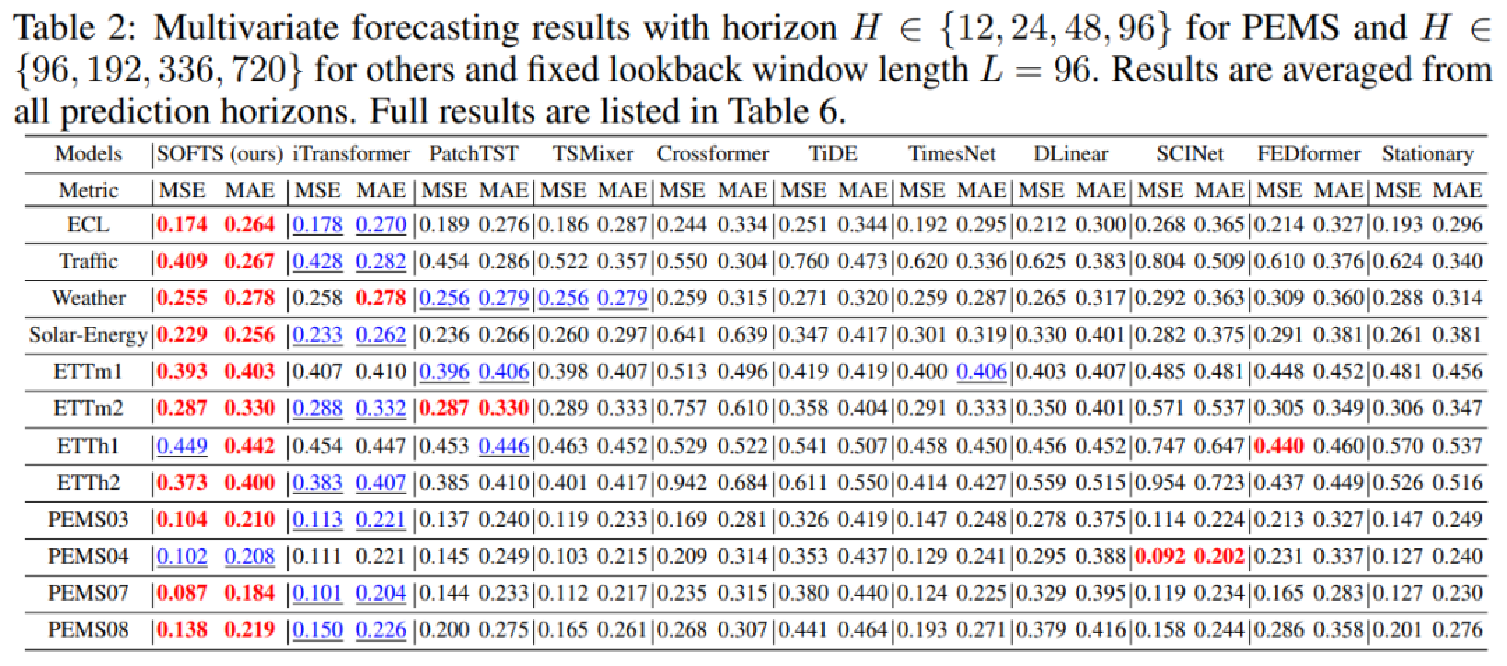 Table 2: Multivariate forecasting results with horizon H ∈ {12, 24, 48, 96} for PEMS and H ∈
{96, 192, 336, 720} for others and fixed lookback window length L = 96. Results are averaged from
all prediction horizons. Full results are listed in Table 6.
Models SOFTS (ours) iTransformer PatchTST TSMixer Crossformer TiDE TimesNet DLinear SCINet FEDformer Stationary
Metric MSE MAE MSE MAE MSE MAE MSE MAE MSE MAE MSE MAE MSE MAE MSE MAE MSE MAE MSE MAE MSE MAE
ECL 0.174 0.264 0.178 0.270 0.189 0.276 0.186 0.287 0.244 0.334 0.251 0.344 0.192 0.295 0.212 0.300 0.268 0.365 0.214 0.327 0.193 0.296
Traffic 0.409 0.267 0.428 0.282 0.454 0.286 0.522 0.357 0.550 0.304 0.760 0.473 0.620 0.336 0.625 0.383 0.804 0.509 0.610 0.376 0.624 0.340
Weather 0.255 0.278 0.258 0.278 0.256 0.279 0.256 0.279 0.259 0.315 0.271 0.320 0.259 0.287 0.265 0.317 0.292 0.363 0.309 0.360 0.288 0.314
Solar-Energy 0.229 0.256 0.233 0.262 0.236 0.266 0.260 0.297 0.641 0.639 0.347 0.417 0.301 0.319 0.330 0.401 0.282 0.375 0.291 0.381 0.261 0.381
ETTm1 0.393 0.403 0.407 0.410 0.396 0.406 0.398 0.407 0.513 0.496 0.419 0.419 0.400 0.406 0.403 0.407 0.485 0.481 0.448 0.452 0.481 0.456
ETTm2 0.287 0.330 0.288 0.332 0.287 0.330 0.289 0.333 0.757 0.610 0.358 0.404 0.291 0.333 0.350 0.401 0.571 0.537 0.305 0.349 0.306 0.347
ETTh1 0.449 0.442 0.454 0.447 0.453 0.446 0.463 0.452 0.529 0.522 0.541 0.507 0.458 0.450 0.456 0.452 0.747 0.647 0.440 0.460 0.570 0.537
ETTh2 0.373 0.400 0.383 0.407 0.385 0.410 0.401 0.417 0.942 0.684 0.611 0.550 0.414 0.427 0.559 0.515 0.954 0.723 0.437 0.449 0.526 0.516
PEMS03 0.104 0.210 0.113 0.221 0.137 0.240 0.119 0.233 0.169 0.281 0.326 0.419 0.147 0.248 0.278 0.375 0.114 0.224 0.213 0.327 0.147 0.249
PEMS04 0.102 0.208 0.111 0.221 0.145 0.249 0.103 0.215 0.209 0.314 0.353 0.437 0.129 0.241 0.295 0.388 0.092 0.202 0.231 0.337 0.127 0.240
PEMS07 0.087 0.184 0.101 0.204 0.144 0.233 0.112 0.217 0.235 0.315 0.380 0.440 0.124 0.225 0.329 0.395 0.119 0.234 0.165 0.283 0.127 0.230
PEMS08 0.138 0.219 0.150 0.226 0.200 0.275 0.165 0.261 0.268 0.307 0.441 0.464 0.193 0.271 0.379 0.416 0.158 0.244 0.286 0.358 0.201 0.276